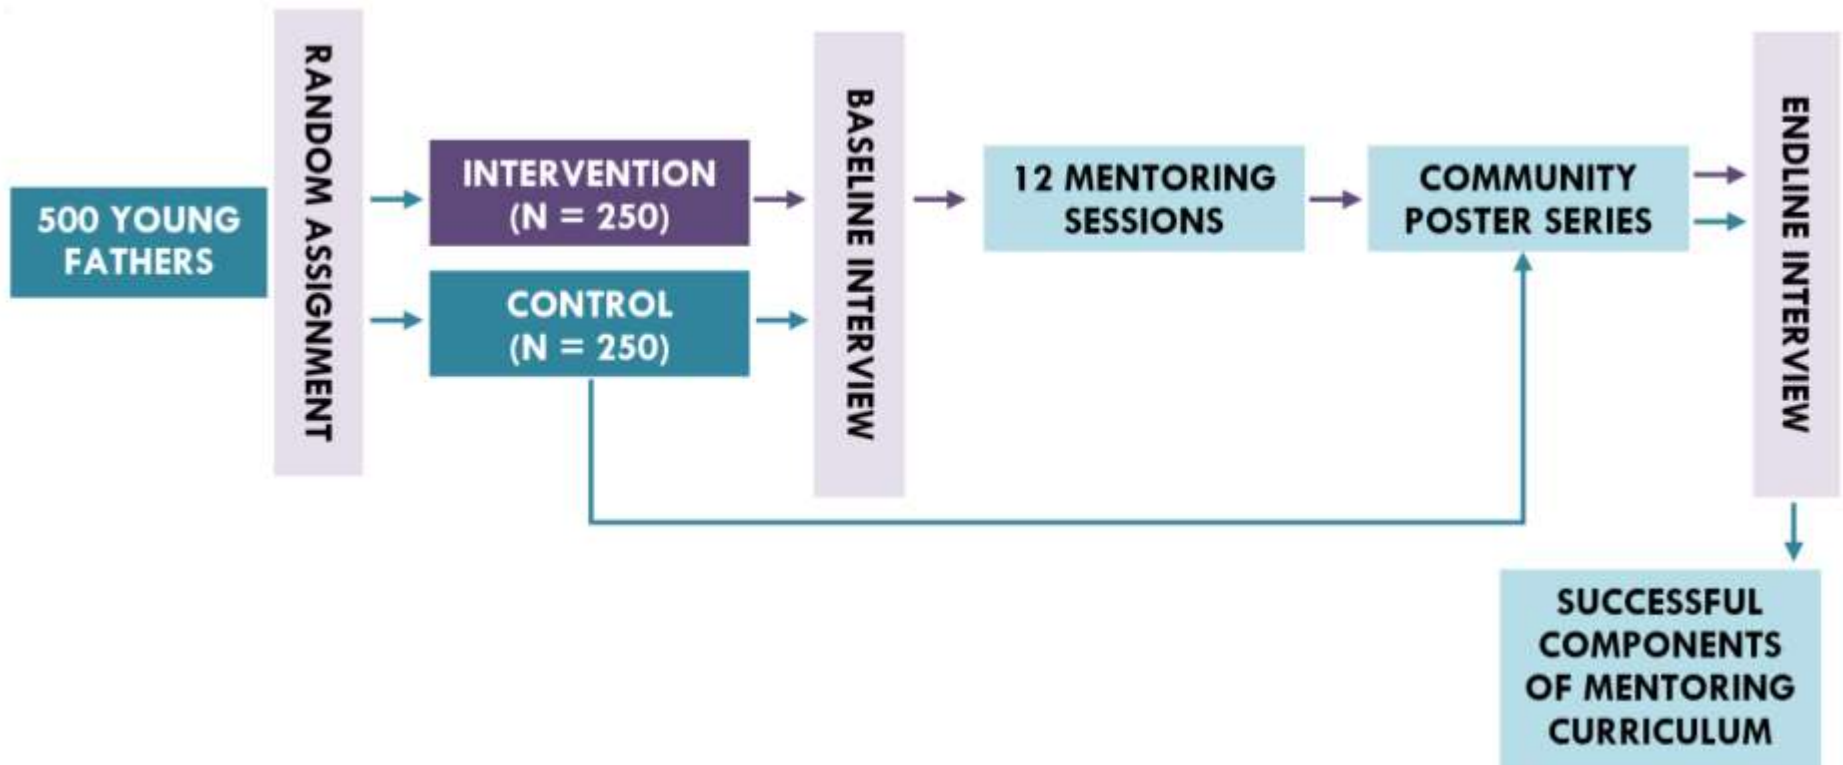 500 YOUNG
FATHERS
RANDOM ASSIGNMENT
INTERVENTION
(N = 250)
CONTROL
(N = 250)
BASELINE INTERVIEW
12 MENTORING
SESSIONS
COMMUNITY
POSTER SERIES
ENDLINE INTERVIEW
SUCCESSFUL
COMPONENTS
OF MENTORING
CURRICULUM